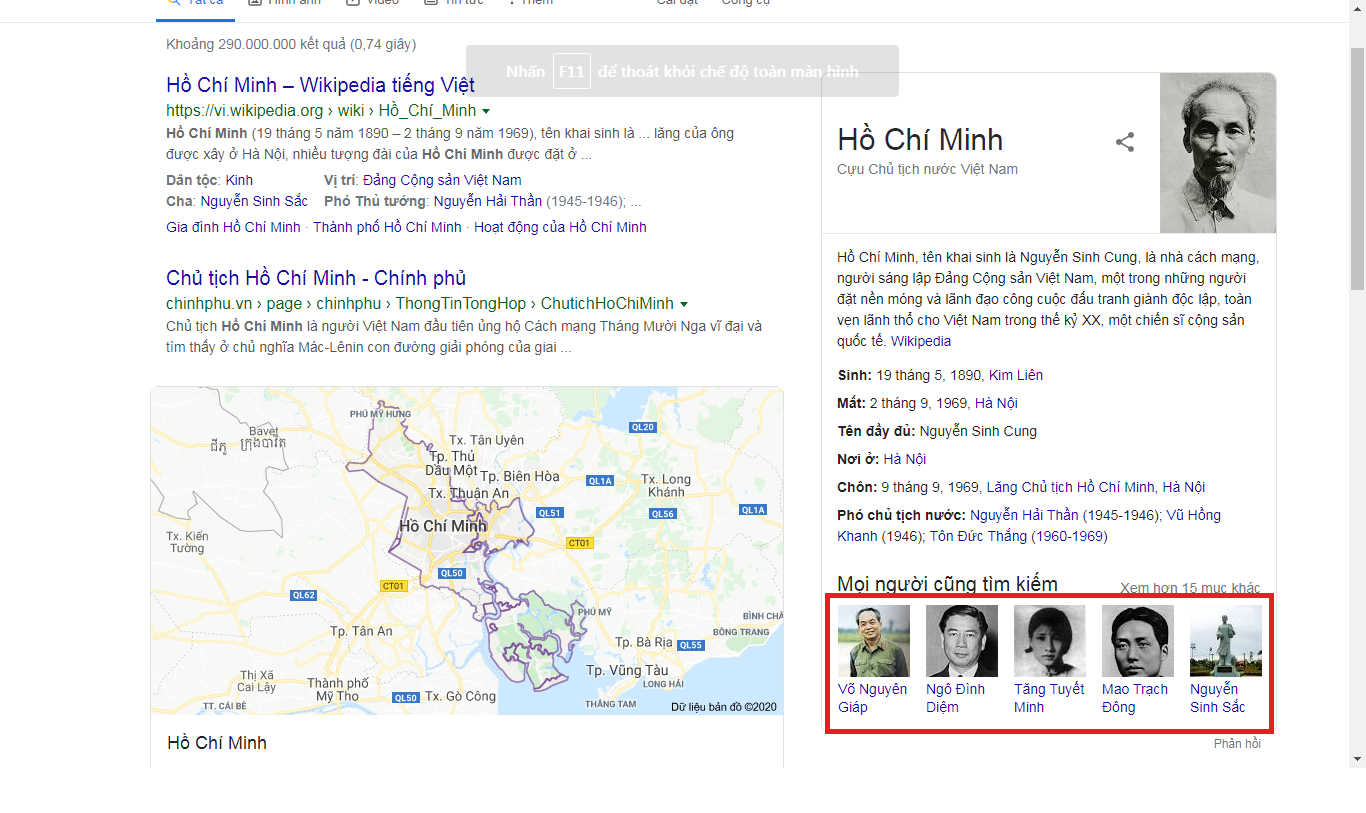 Tất cả Hình ảnh Video Tin tức Thêm Cài đặt Công cụ
Khoảng 290.000.000 kết quả (0,74 giây)
Nhấn F11 để thoát khỏi chế độ toàn màn hình
Hồ Chí Minh – Wikipedia tiếng Việt
https://vi.wikipedia.org › wiki › Hồ_Chí_Minh
Hồ Chí Minh (19 tháng 5 năm 1890 – 2 tháng 9 năm 1969), tên khai sinh là ... lăng của ông
được xây ở Hà Nội, nhiều tượng đài của Hồ Chí Minh được đặt ở ...
Dân tộc: Kinh Vị trí: Đảng Cộng sản Việt Nam
Cha: Nguyễn Sinh Sắc Phó Thủ tướng: Nguyễn Hải Thần (1945-1946); ...
Gia đình Hồ Chí Minh · Thành phố Hồ Chí Minh · Hoạt động của Hồ Chí Minh
Chủ tịch Hồ Chí Minh - Chính phủ
chinhphu.vn › page › chinhphu › ThongTinTongHop › ChutichHoChiMinh
Chủ tịch Hồ Chí Minh là người Việt Nam đầu tiên ủng hộ Cách mạng Tháng Mười Nga vĩ đại và
tìm thấy ở chủ nghĩa Mác-Lênin con đường giải phóng của giai ...
PHÚ MỸ HƯNG
Bavet
ជីភូ ក្រុងបាវិត
Tx. Tân Uyên
QL20
Tp. Thủ
Dầu Một
Tp. Biên Hòa
QL1A
Tx. Long
Khánh
Tx. Thuận An
QL51
QL56
QL1A
Hồ Chí Minh
Tx. Kiến
Tường
CT01
QL50
CT01
QL62
PHÚ MỸ
BÌNH CHÂ
BÔNG TRANG
Tp. Tân An
Tp. Bà Rịa
QL55
Tp. Vũng Tàu
LONG HẢI
Thị Xã
Cai Lậy
Thành phố
Mỹ Tho
QL50
Tx. Gò Công
THẮNG TAM
TT. CÁI BÈ
Dữ liệu bản đồ ©2020
Hồ Chí Minh
Hồ Chí Minh
Cựu Chủ tịch nước Việt Nam
Hồ Chí Minh, tên khai sinh là Nguyễn Sinh Cung, là nhà cách mạng,
người sáng lập Đảng Cộng sản Việt Nam, một trong những người
đặt nền móng và lãnh đạo công cuộc đấu tranh giành độc lập, toàn
vẹn lãnh thổ cho Việt Nam trong thế kỷ XX, một chiến sĩ cộng sản
quốc tế. Wikipedia
Sinh: 19 tháng 5, 1890, Kim Liên
Mất: 2 tháng 9, 1969, Hà Nội
Tên đầy đủ: Nguyễn Sinh Cung
Nơi ở: Hà Nội
Chôn: 9 tháng 9, 1969, Lăng Chủ tịch Hồ Chí Minh, Hà Nội
Phó chủ tịch nước: Nguyễn Hải Thần (1945-1946); Vũ Hồng
Khanh (1946); Tôn Đức Thắng (1960-1969)
Mọi người cũng tìm kiếm
Xem hơn 15 mục khác
Võ Nguyên
Giáp
Ngô Đình
Diệm
Tăng Tuyết
Minh
Mao Trạch
Đông
Nguyễn
Sinh Sắc
Phản hồi